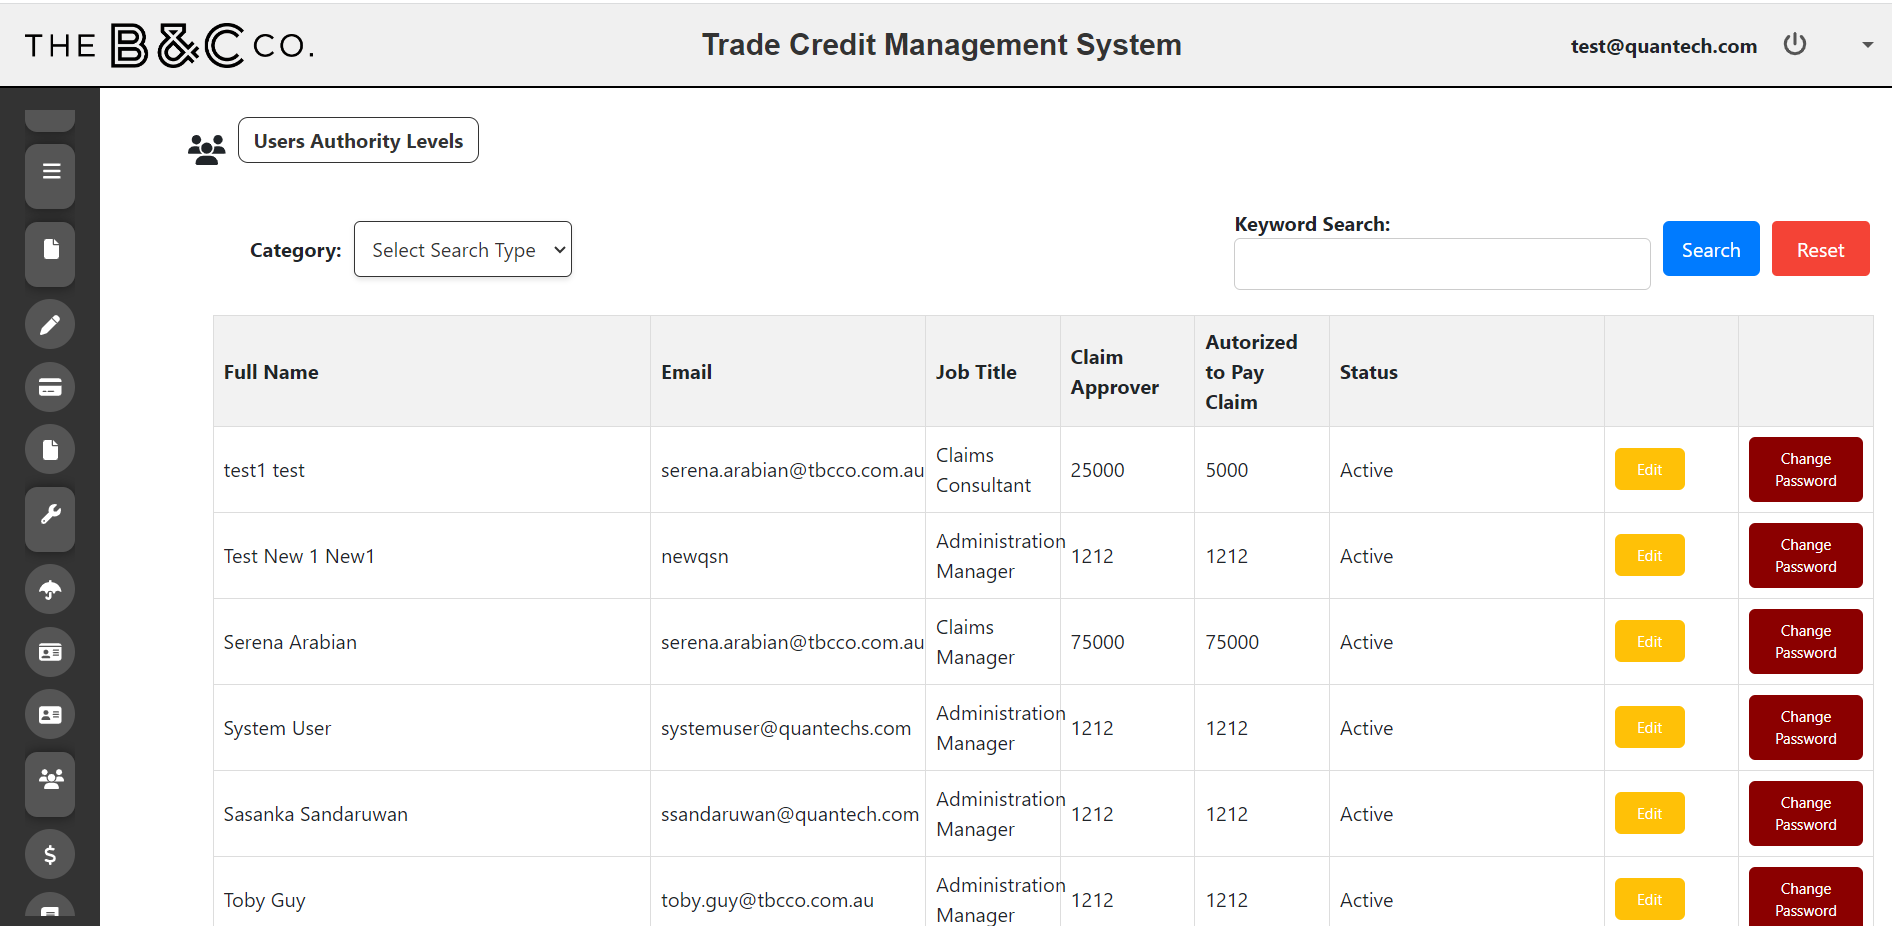 THE B&C CO.
Trade Credit Management System
test@quantech.com
Users Authority Levels
Category:
Select Search Type
Keyword Search:
Search
Reset
Full Name
Email
Job Title
Claim
Approver
Autorized
to Pay
Claim
Status
test1 test
serena.arabian@tbcco.com.au
Claims
Consultant
25000
5000
Active
Edit
Change
Password
Test New 1 New1
newqsn
Administration
Manager
1212
1212
Active
Edit
Change
Password
Serena Arabian
serena.arabian@tbcco.com.au
Claims
Manager
75000
75000
Active
Edit
Change
Password
System User
systemuser@quantechs.com
Administration
Manager
1212
1212
Active
Edit
Change
Password
Sasanka Sandaruwan
ssandaruwan@quantech.com
Administration
Manager
1212
1212
Active
Edit
Change
Password
Toby Guy
toby.guy@tbcco.com.au
Administration
Manager
1212
1212
Active
Edit
Change
Password